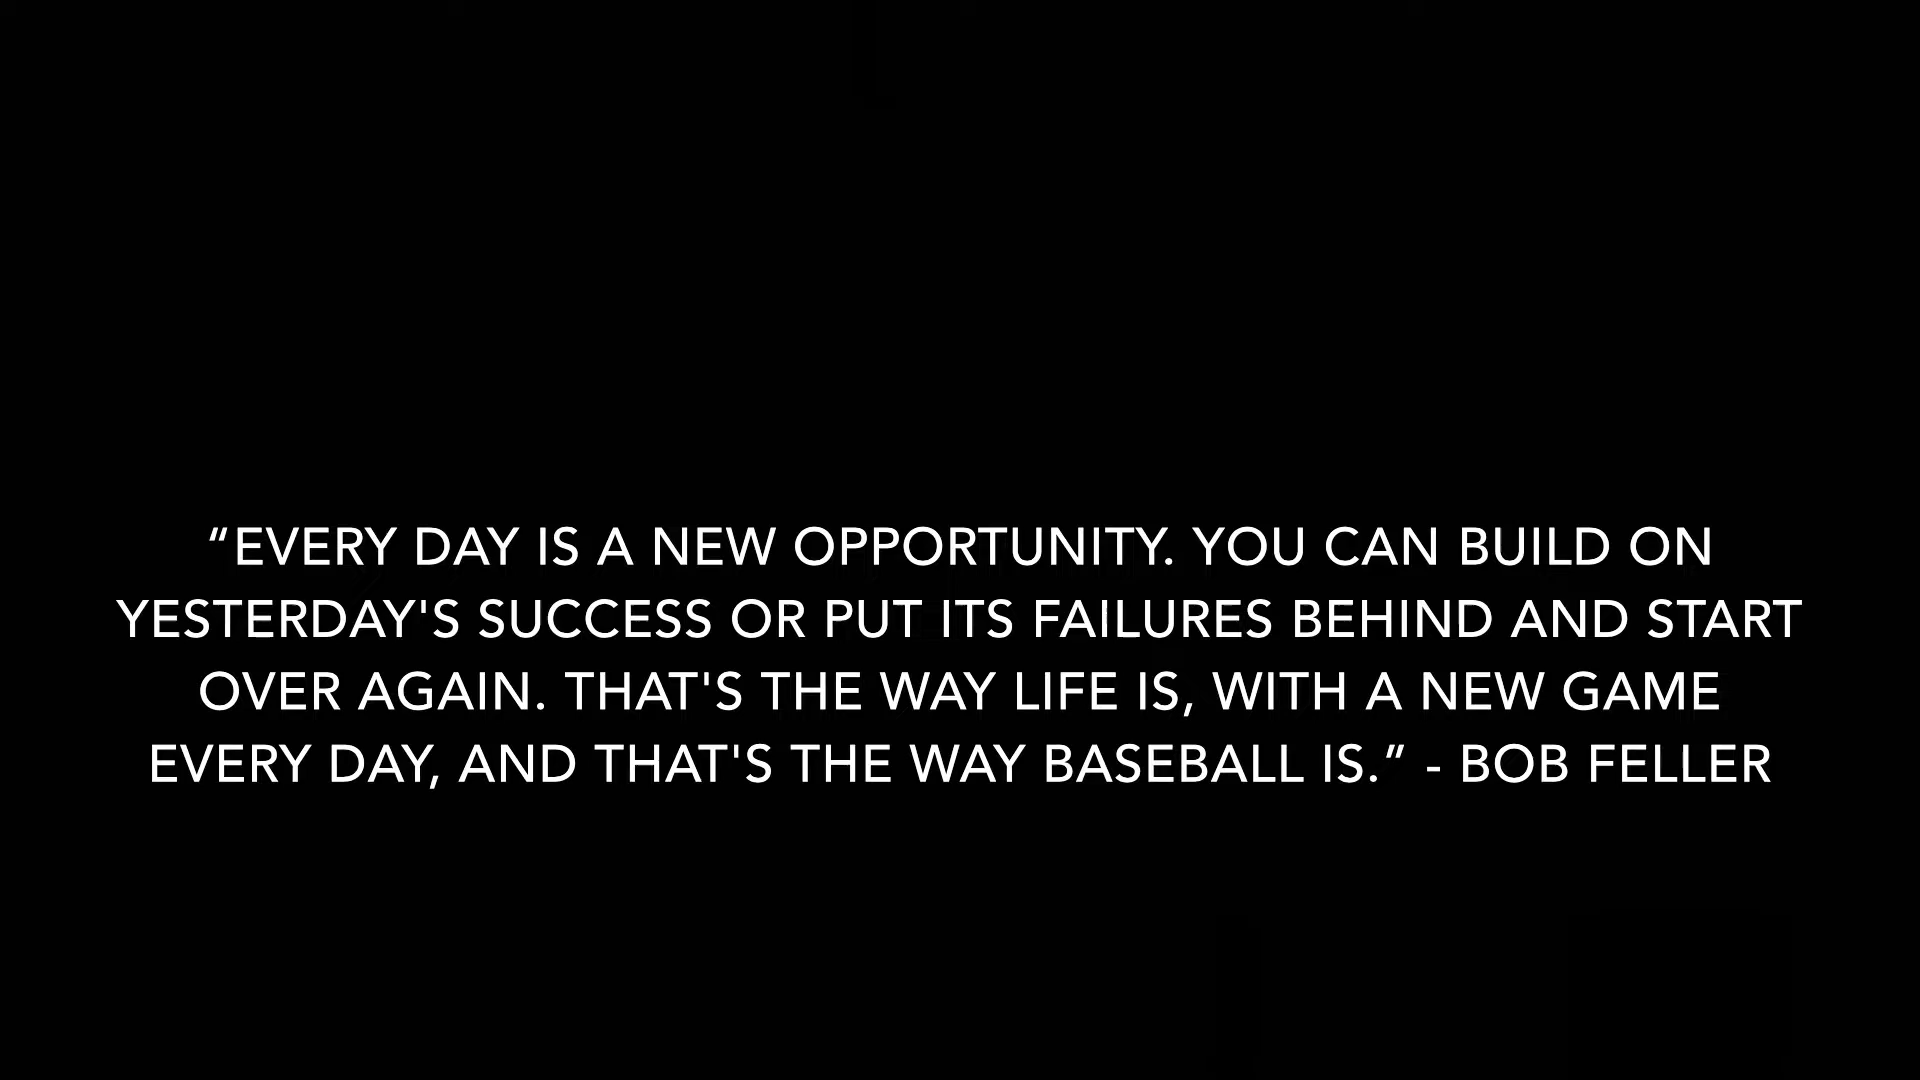 “EVERY DAY IS A NEW OPPORTUNITY. YOU CAN BUILD ON
YESTERDAY'S SUCCESS OR PUT ITS FAILURES BEHIND AND START
OVER AGAIN. THAT'S THE WAY LIFE IS, WITH A NEW GAME
EVERY DAY, AND THAT'S THE WAY BASEBALL IS.” - BOB FELLER